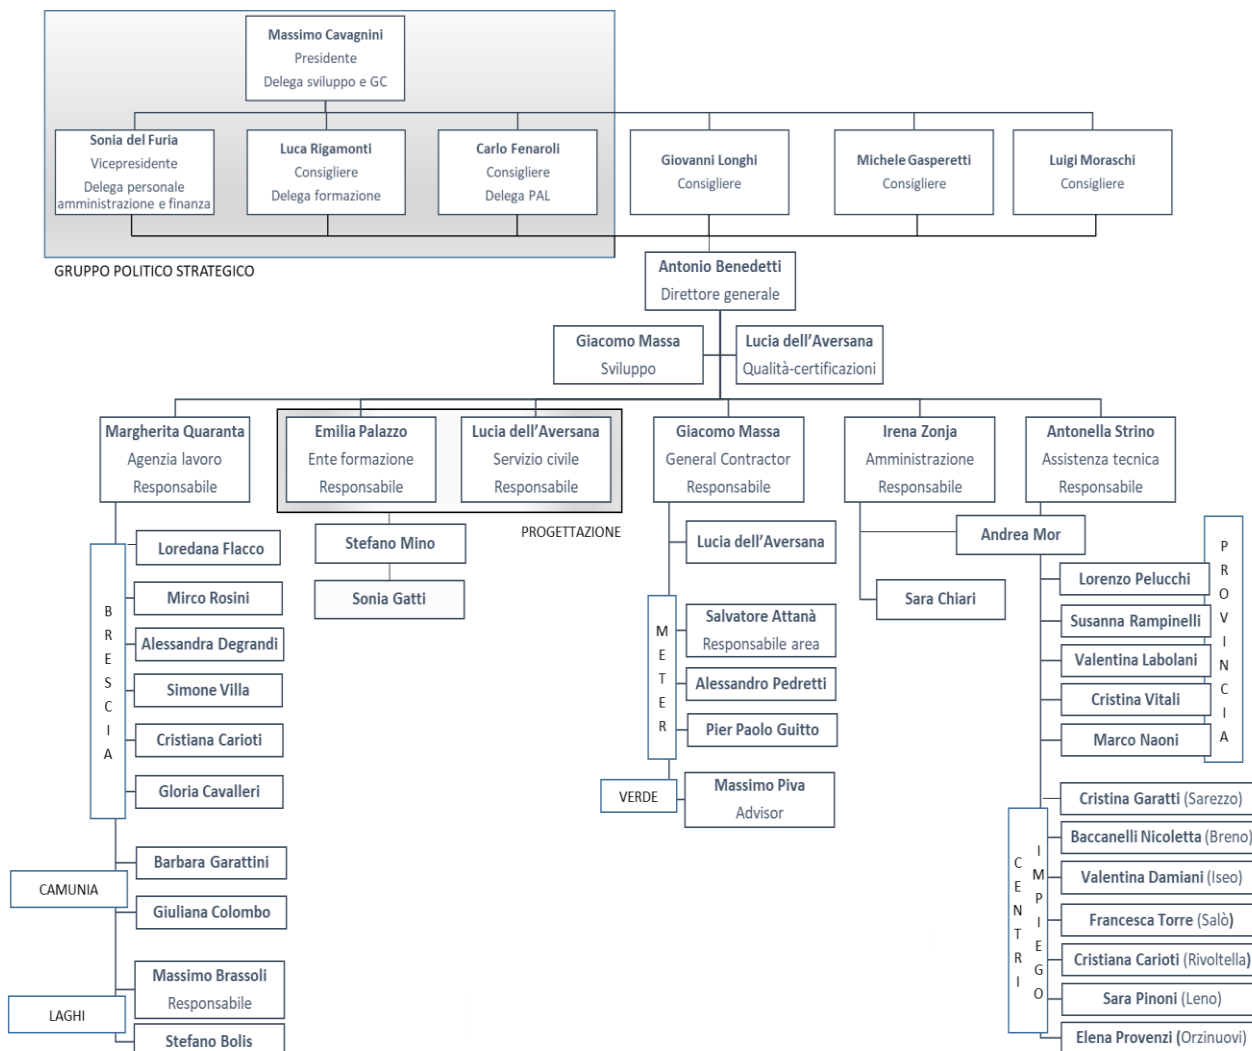 Massimo Cavagnini
Presidente
Delega sviluppo e GC
Sonia del Furia
Vicepresidente
Delega personale
amministrazione e finanza
Luca Rigamonti
Consigliere
Delega formazione
Carlo Fenaroli
Consigliere
Delega PAL
Giovanni Longhi
Consigliere
Michele Gasperetti
Consigliere
Luigi Moraschi
Consigliere
GRUPPO POLITICO STRATEGICO
Antonio Benedetti
Direttore generale
Giacomo Massa
Sviluppo
Lucia dell'Aversana
Qualità-certificazioni
Margherita Quaranta
Agenzia lavoro
Responsabile
Emilia Palazzo
Ente formazione
Responsabile
Lucia dell'Aversana
Servizio civile
Responsabile
PROGETTAZIONE
Giacomo Massa
General Contractor
Responsabile
Irena Zonja
Amministrazione
Responsabile
Antonella Strino
Assistenza tecnica
Responsabile
BRESCIA
Loredana Flacco
Mirco Rosini
Alessandra Degrandi
Simone Villa
Cristiana Carioti
Gloria Cavalleri
CAMUNIA
Barbara Garattini
Giuliana Colombo
LAGHI
Massimo Brassoli
Responsabile
Stefano Bolis
Stefano Mino
Sonia Gatti
Lucia dell'Aversana
METER
Salvatore Attanà
Responsabile area
Alessandro Pedretti
Pier Paolo Guitto
VERDE
Massimo Piva
Advisor
Andrea Mor
Sara Chiari
PROVINCIA
Lorenzo Pelucchi
Susanna Rampinelli
Valentina Labolani
Cristina Vitali
Marco Naoni
CENTRI
IMPIEGO
Cristina Garatti (Sarezzo)
Baccanelli Nicoletta (Breno)
Valentina Damiani (Iseo)
Francesca Torre (Salò)
Cristiana Carioti (Rivoltella)
Sara Pinoni (Leno)
Elena Provenzi (Orzinuovi)